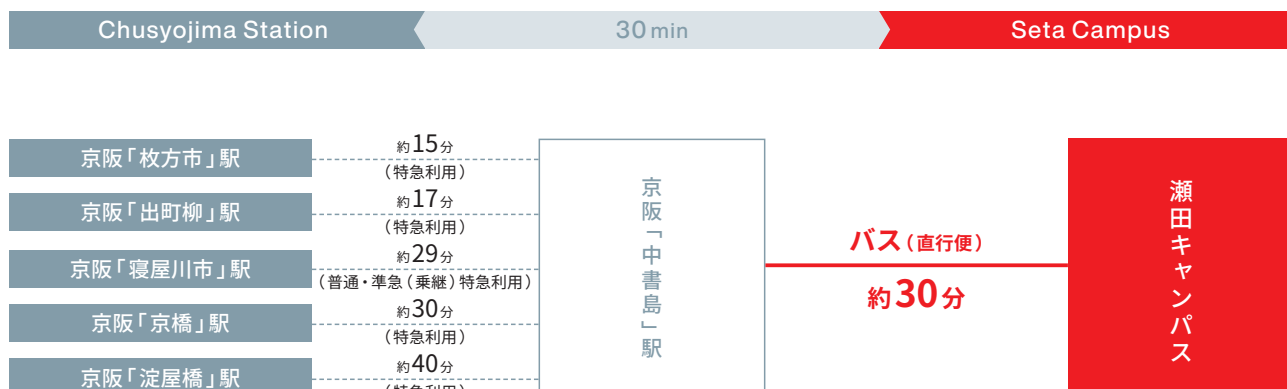 Chusyojima Station
30 min
Seta Campus
京阪「枚方市」駅
約15分
（特急利用）
京阪「出町柳」駅
約17分
（特急利用）
京阪「寝屋川市」駅
約29分
（普通・準急（乗継）特急利用）
京阪「京橋」駅
約30分
（特急利用）
京阪「淀屋橋」駅
約40分
（特急利用）
京阪「中書島」駅
バス（直行便）
約30分
瀬田キャンパス